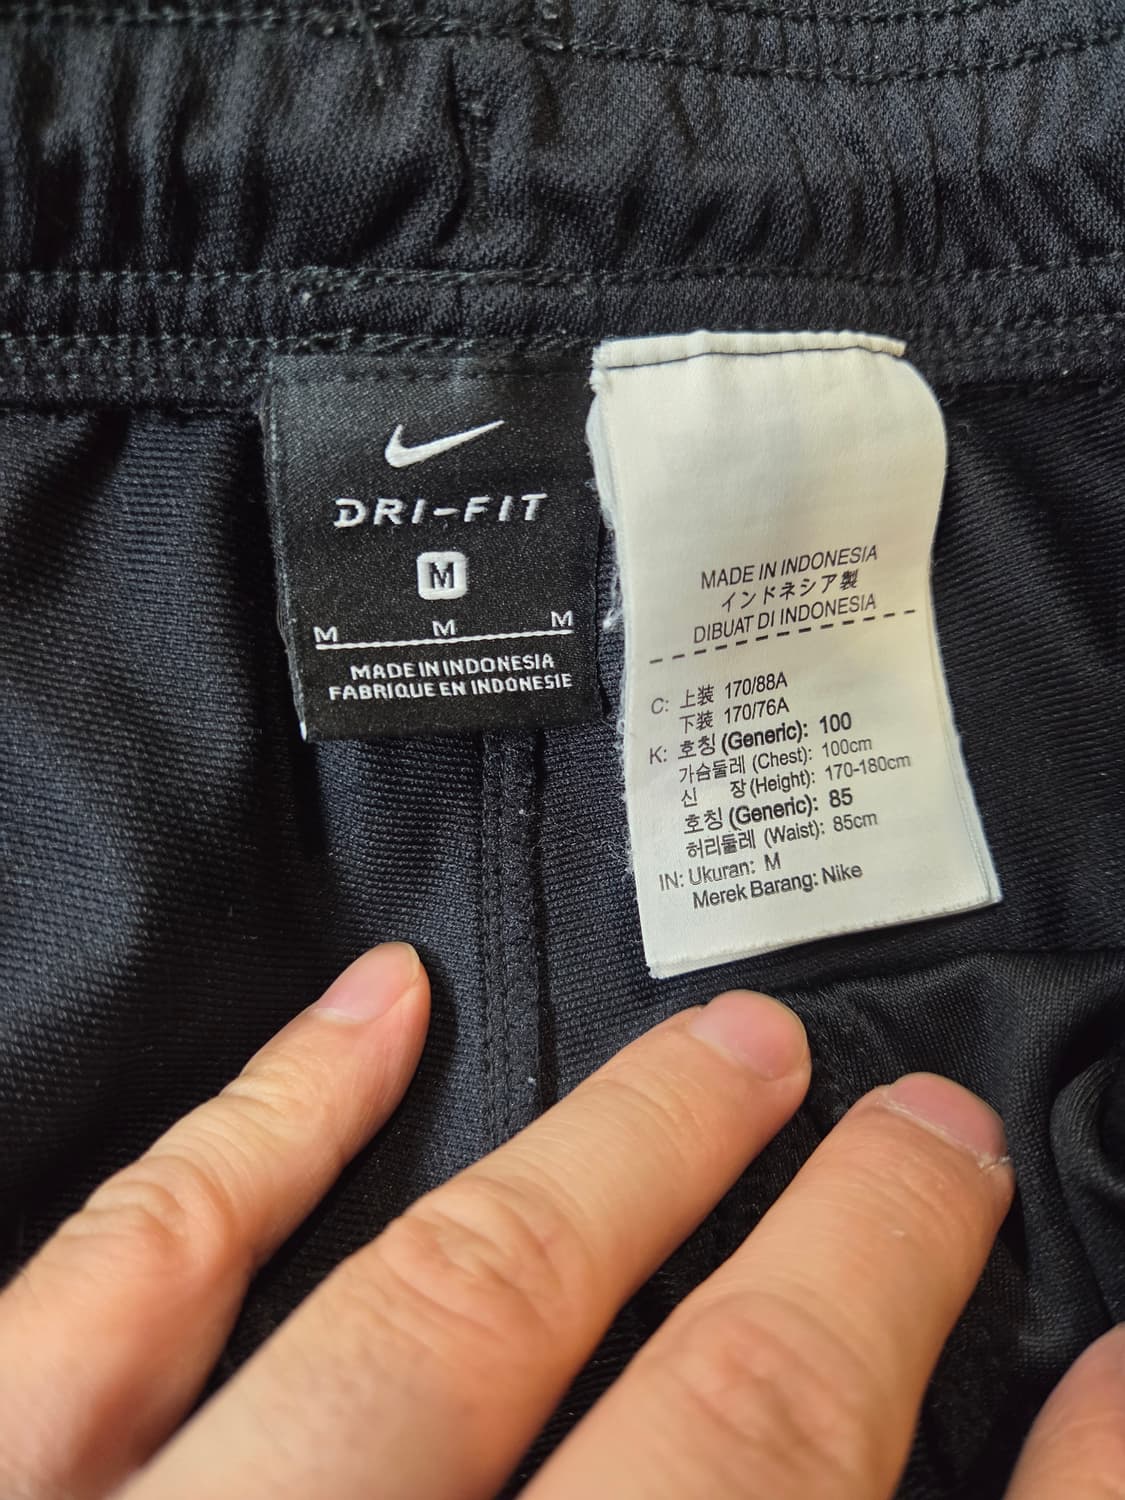 DRI-FIT
M
M M M
MADE IN INDONESIA
FABRIQUE EN INDONESIE
MADE IN INDONESIA
インドネシア製
DIBUAT DI INDONESIA
C: 上装 170/88A
下装 170/76A
K: 호칭 (Generic): 100
가슴둘레 (Chest): 100cm
신 장 (Height): 170-180cm
호칭 (Generic): 85
허리둘레 (Waist): 85cm
IN: Ukuran: M
Merek Barang: Nike